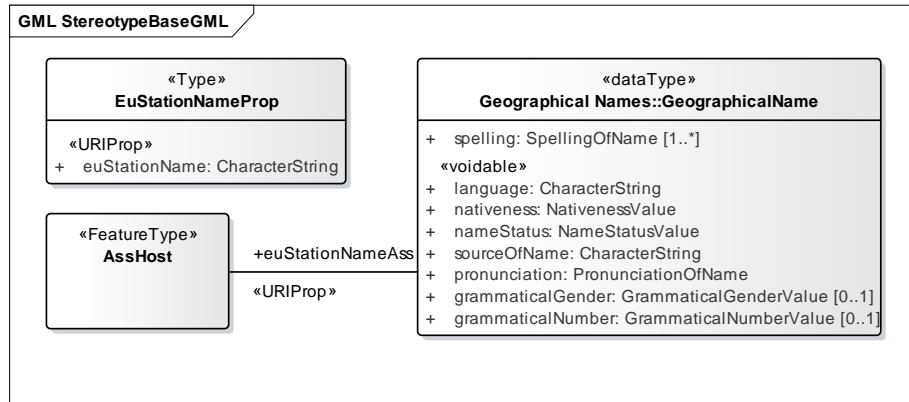 GML StereotypeBaseGML
«Type»
EuStationNameProp
«URIProp»
+ euStationName: CharacterString
«dataType»
Geographical Names::GeographicalName
+ spelling: SpellingOfName [1..*]
«voidable»
+ language: CharacterString
+ nativeness: NativenessValue
+ nameStatus: NameStatusValue
+ sourceOfName: CharacterString
+ pronunciation: PronunciationOfName
+ grammaticalGender: GrammaticalGenderValue [0..1]
+ grammaticalNumber: GrammaticalNumberValue [0..1]
«FeatureType»
AssHost
+euStationNameAss
«URIProp»